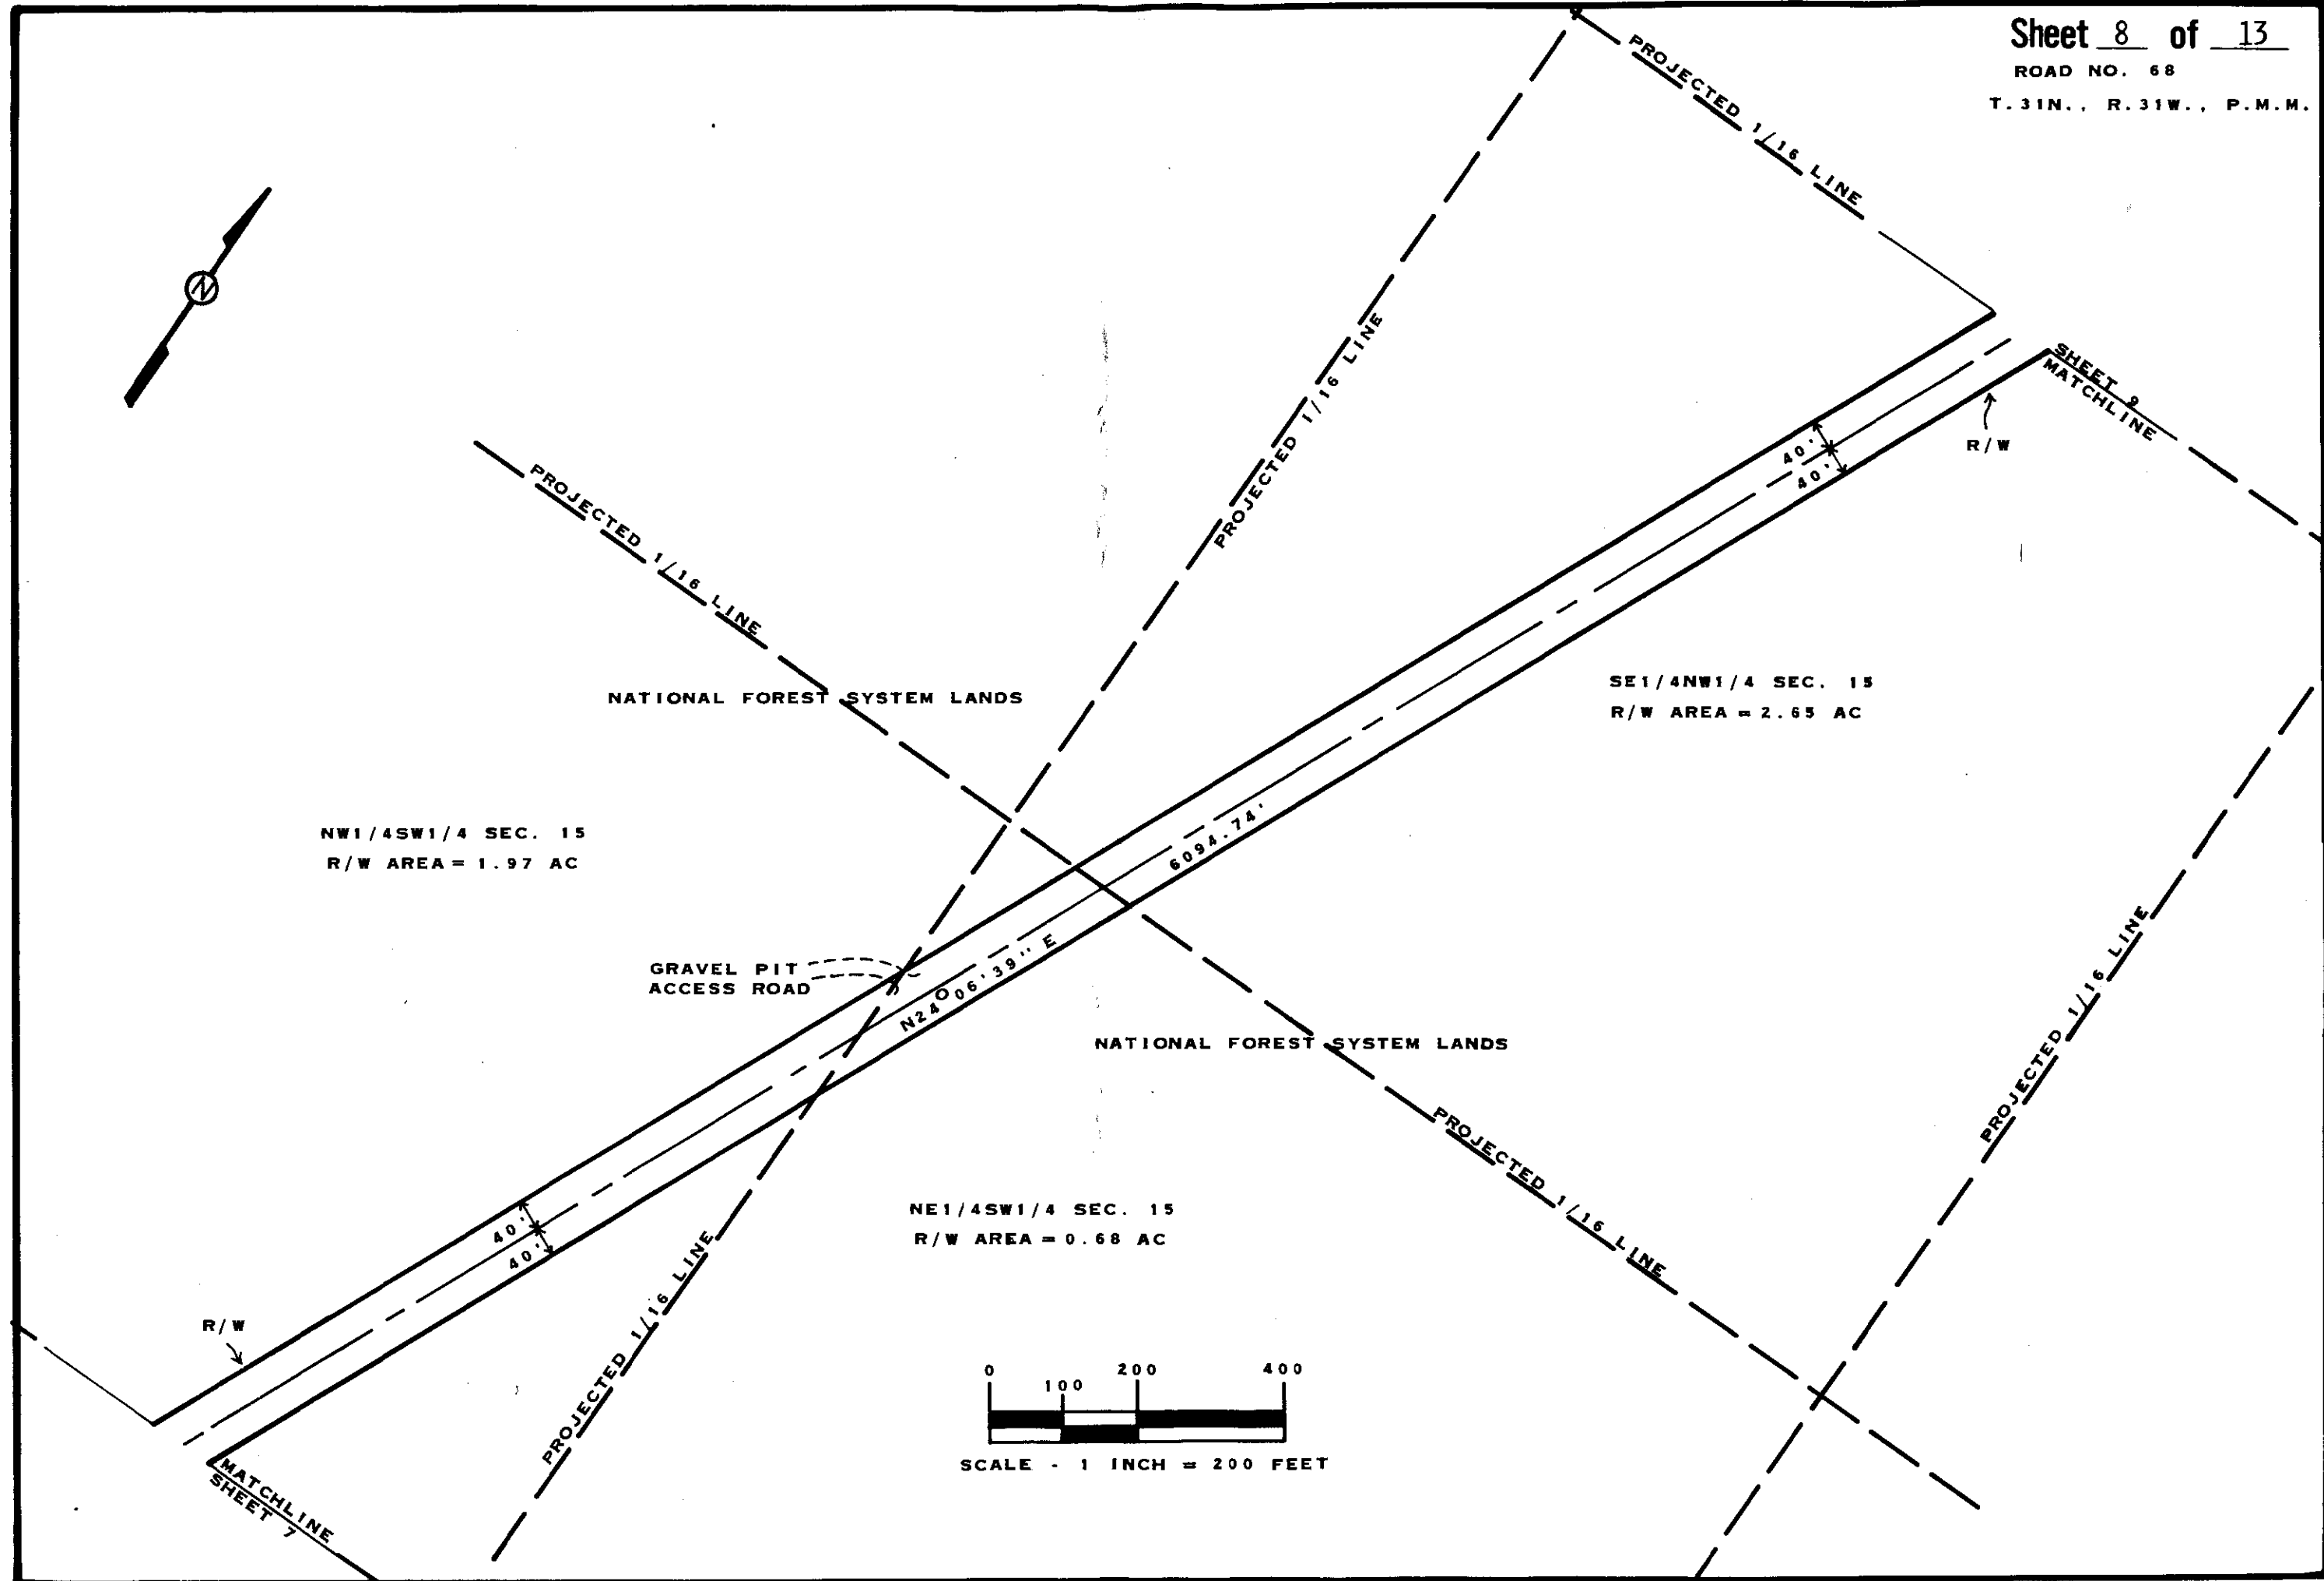 Sheet 8 of 13
ROAD NO. 68
T.31N., R.31W., P.M.M.
PROJECTED 1/16 LINE
N
PROJECTED 1/16 LINE
SHEET 9
MATCHLINE
R/W
40'
40'
PROJECTED 1/16 LINE
NATIONAL FOREST SYSTEM LANDS
SE1/4NW1/4 SEC. 15
R/W AREA = 2.65 AC
NW1/4SW1/4 SEC. 15
R/W AREA = 1.97 AC
6094.74'
N24°06'39" E
GRAVEL PIT
ACCESS ROAD
NATIONAL FOREST SYSTEM LANDS
PROJECTED 1/16 LINE
PROJECTED 1/16 LINE
NE1/4SW1/4 SEC. 15
R/W AREA = 0.68 AC
40'
40'
PROJECTED 1/16 LINE
R/W
MATCHLINE
SHEET 7
0 100 200 400
SCALE - 1 INCH = 200 FEET